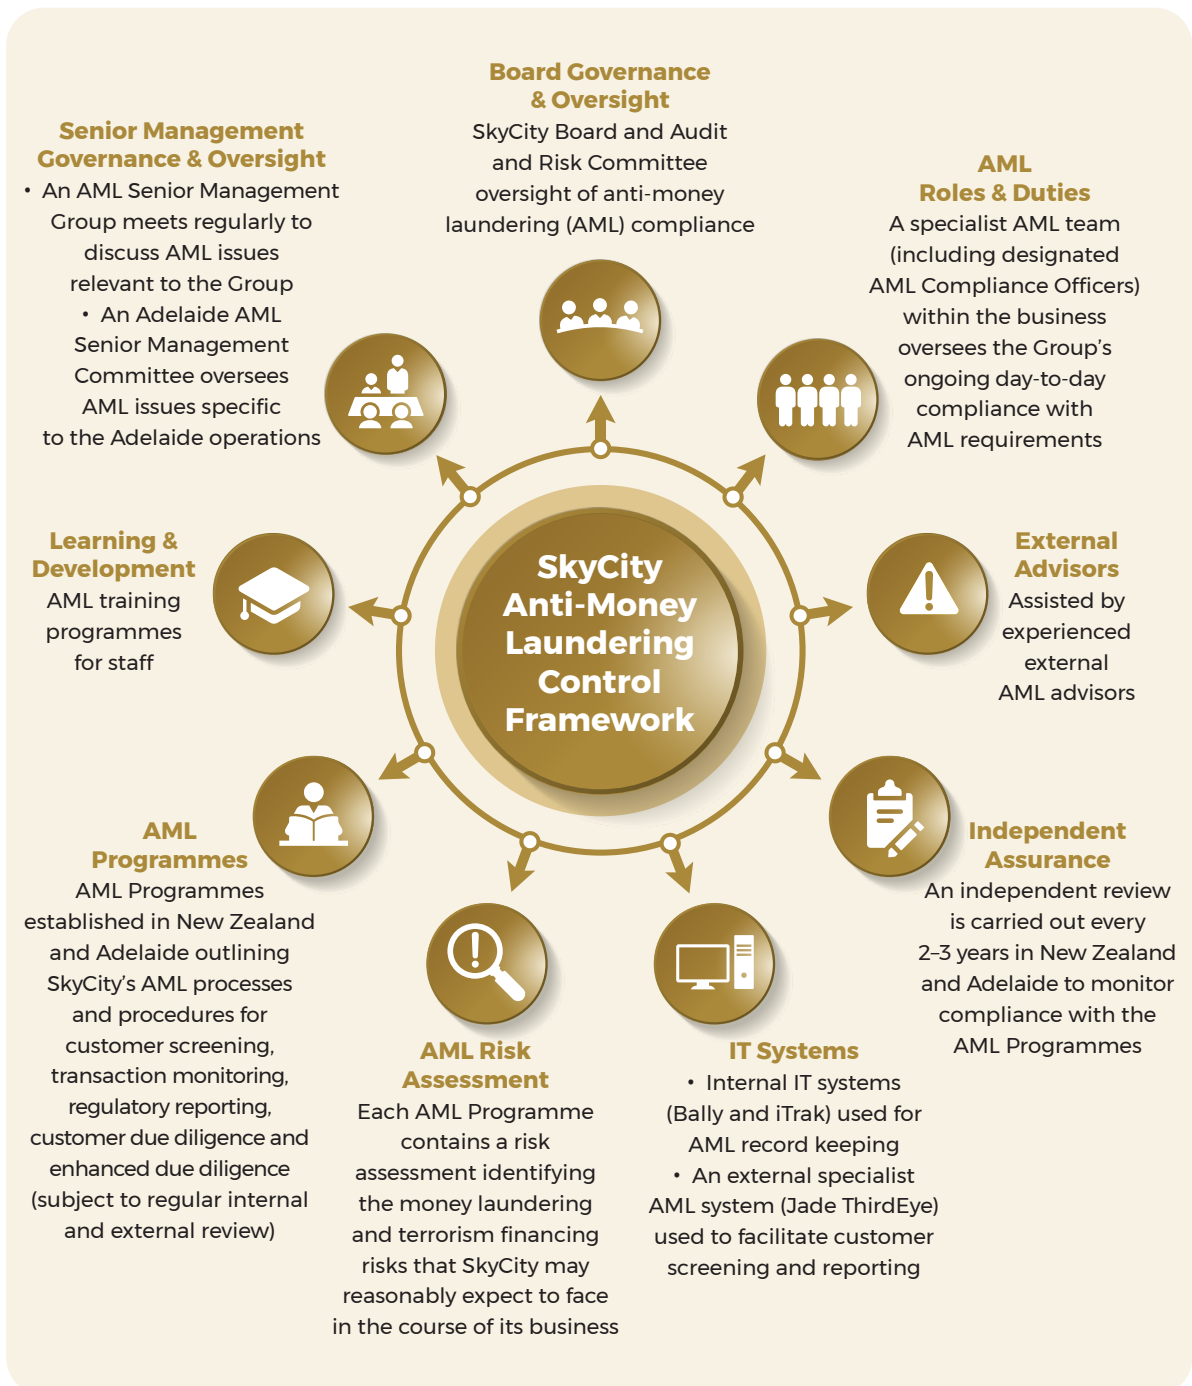 Board Governance
& Oversight
SkyCity Board and Audit
and Risk Committee
oversight of anti-money
laundering (AML) compliance
AML
Roles & Duties
A specialist AML team
(including designated
AML Compliance Officers)
within the business
oversees the Group’s
ongoing day-to-day
compliance with
AML requirements
External
Advisors
Assisted by
experienced
external
AML advisors
Independent
Assurance
An independent review
is carried out every
2–3 years in New Zealand
and Adelaide to monitor
compliance with the
AML Programmes
IT Systems
• Internal IT systems
(Bally and iTrak) used for
AML record keeping
• An external specialist
AML system (Jade ThirdEye)
used to facilitate customer
screening and reporting
AML Risk
Assessment
Each AML Programme
contains a risk
assessment identifying
the money laundering
and terrorism financing
risks that SkyCity may
reasonably expect to face
in the course of its business
AML
Programmes
AML Programmes
established in New Zealand
and Adelaide outlining
SkyCity’s AML processes
and procedures for
customer screening,
transaction monitoring,
regulatory reporting,
customer due diligence and
enhanced due diligence
(subject to regular internal
and external review)
Learning &
Development
AML training
programmes
for staff
Senior Management
Governance & Oversight
• An AML Senior Management
Group meets regularly to
discuss AML issues
relevant to the Group
• An Adelaide AML
Senior Management
Committee oversees
AML issues specific
to the Adelaide operations
SkyCity
Anti-Money
Laundering
Control
Framework